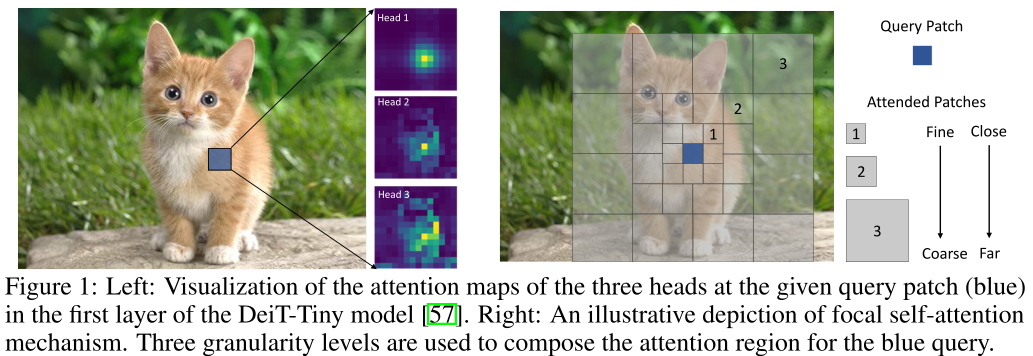 Head 1
Head 2
Head 3
3
2
1
Query Patch
Attended Patches
1
Fine
Close
2
3
Coarse
Far
Figure 1: Left: Visualization of the attention maps of the three heads at the given query patch (blue)
in the first layer of the DeiT-Tiny model [57]. Right: An illustrative depiction of focal self-attention
mechanism. Three granularity levels are used to compose the attention region for the blue query.